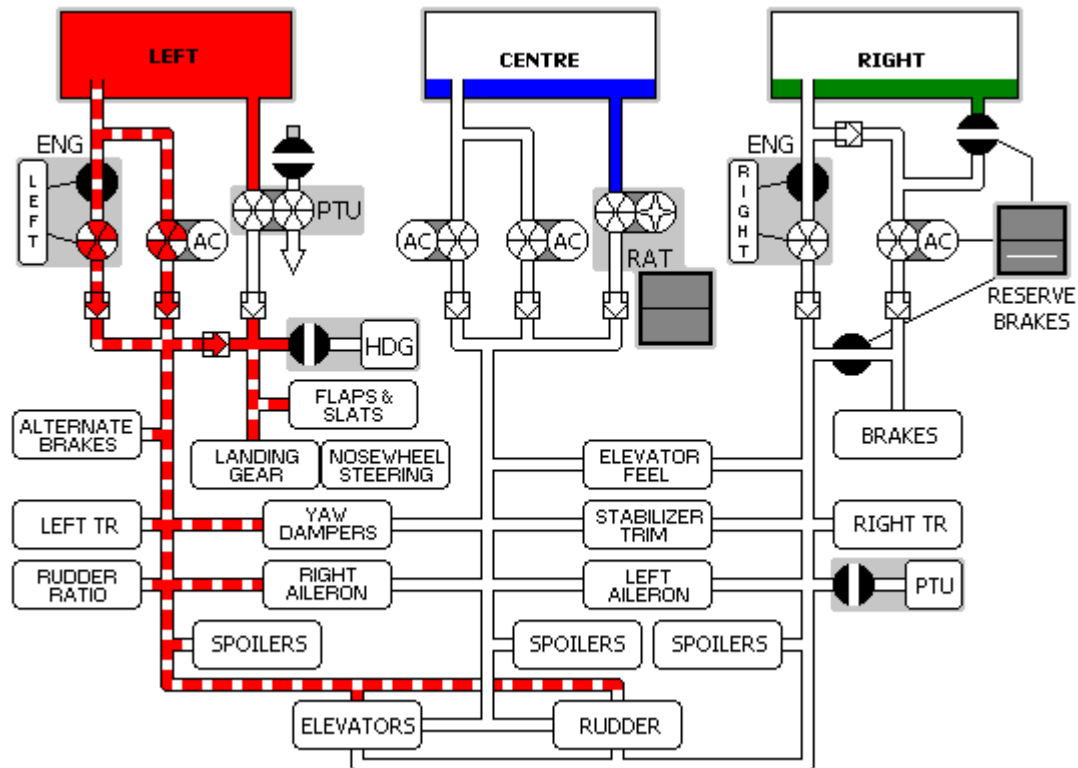 LEFT
CENTRE
RIGHT
ENG
LEFT
AC
PTU
AC
AC
RAT
ENG
RIGHT
AC
RESERVE
BRAKES
HDG
FLAPS &
SLATS
ALTERNATE
BRAKES
LANDING
GEAR
NOSEWHEEL
STEERING
ELEVATOR
FEEL
BRAKES
LEFT TR
YAW
DAMPERS
STABILIZER
TRIM
RIGHT TR
RUDDER
RATIO
RIGHT
AILERON
LEFT
AILERON
PTU
SPOILERS
SPOILERS
SPOILERS
ELEVATORS
RUDDER